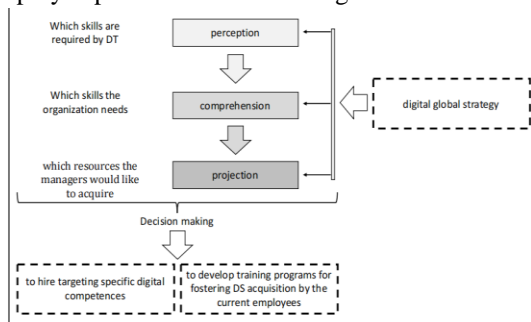 Which skills are
required by DT
perception
Which skills the
organization needs
comprehension
digital global strategy
which resources the
managers would like
to acquire
projection
Decision making
to hire targeting specific digital
competences
to develop training programs for
fostering DS acquisition by the
current employees